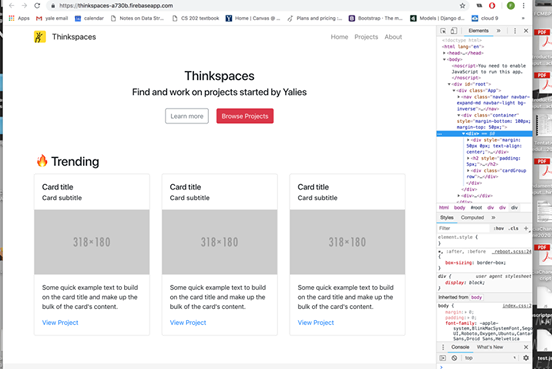 https://thinkspaces-a730b.firebaseapp.com
Apps
M
yale email
calendar
Notes on Data Str...
CS 202 textbook
Home | Canvas @ ...
Plans and pricing |...
Bootstrap · The m...
Models | Django d...
cloud 9
Thinkspaces
Home
Projects
About
Thinkspaces
Find and work on projects started by Yalies
Learn more
Browse Projects
Trending
Card title
Card subtitle
318×180
Some quick example text to build
on the card title and make up the
bulk of the card's content.
View Project
Card title
Card subtitle
318×180
Some quick example text to build
on the card title and make up the
bulk of the card's content.
View Project
Card title
Card subtitle
318×180
Some quick example text to build
on the card title and make up the
bulk of the card's content.
View Project
Elements
<!doctype html>
<html lang="en">
<head>…</head>
<body>
<noscript>You need to enable
JavaScript to run this app.
</noscript>
<div id="root">
<div class="App">
<nav class="navbar navbar-
expand-md navbar-light bg-
inverse">…</nav>
<div class="container"
style="margin-bottom: 100px;
margin-top: 50px;">
<div> == $0
<div style="margin:
50px 0px; text-align:
center;">…</div>
<h2 style="padding:
5px;">…</h2>
<div class="cardGroup
row">…</div>
</div>
</div>
html
body
#root
div
div
div
Styles
Computed
Filter
:hov
.cls
element.style {
}
*, :after, :before
_reboot.scss:24
{
box-sizing: border-box;
}
div {
user agent stylesheet
display: block;
}
Inherited from body
body {
index.css:2
margin: 0;
padding: 0;
font-family: -apple-
system,BlinkMacSystemFont,Seg
UI,Roboto,Oxygen,Ubuntu,Cantar
Sans,Droid Sans,Helvetica
Console
What's New
top
PDF
PDF
test.j